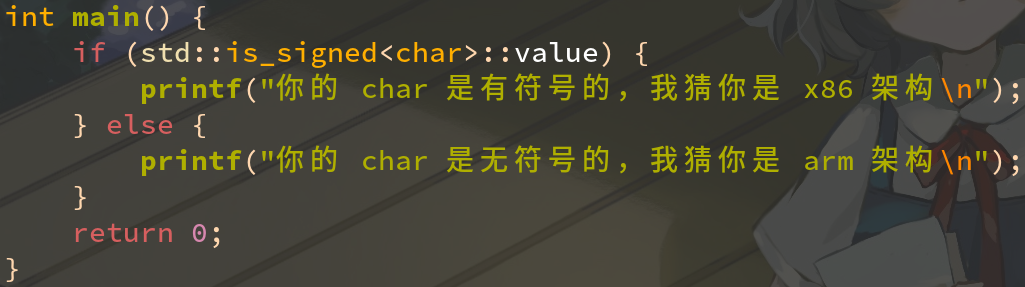 int main() {
    if (std::is_signed<char>::value) {
        printf("你的 char 是有符号的，我猜你是 x86 架构\n");
    } else {
        printf("你的 char 是无符号的，我猜你是 arm 架构\n");
    }
    return 0;
}